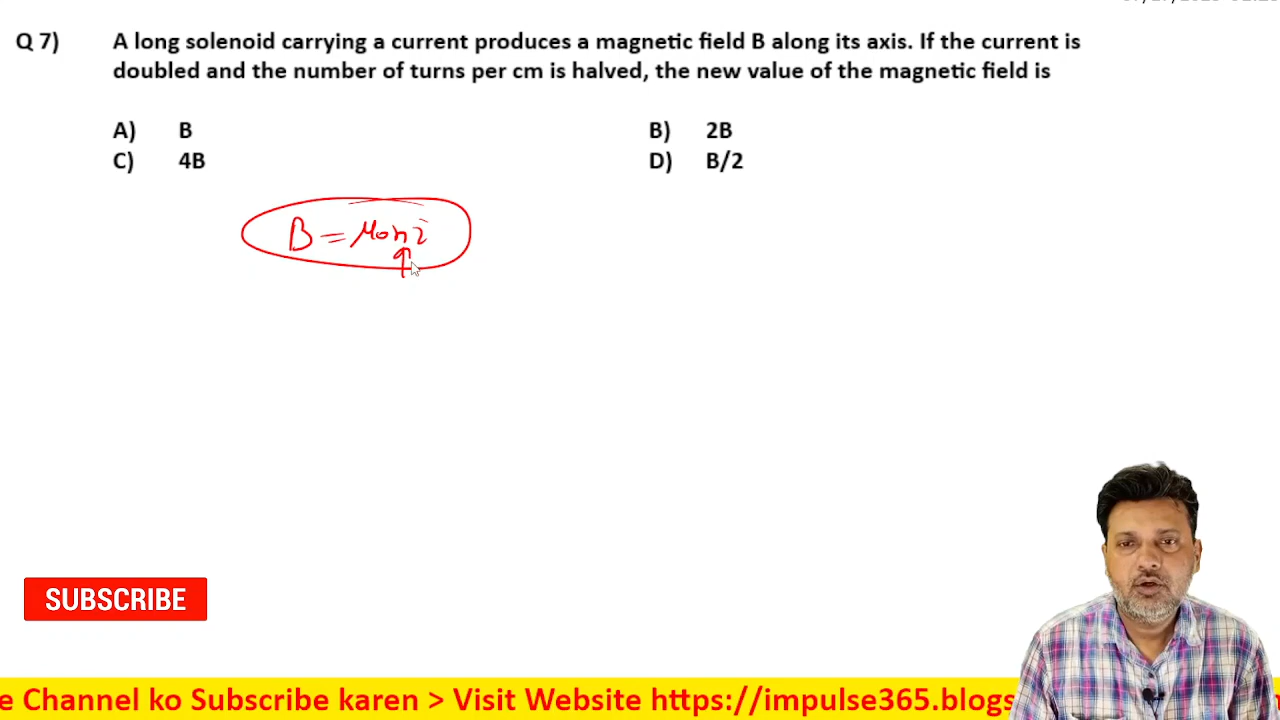 Q 7) A long solenoid carrying a current produces a magnetic field B along its axis. If the current is
doubled and the number of turns per cm is halved, the new value of the magnetic field is
A) B B) 2B
C) 4B D) B/2
B = μ0ni
SUBSCRIBE
e Channel ko Subscribe karen > Visit Website https://impulse365.blogs